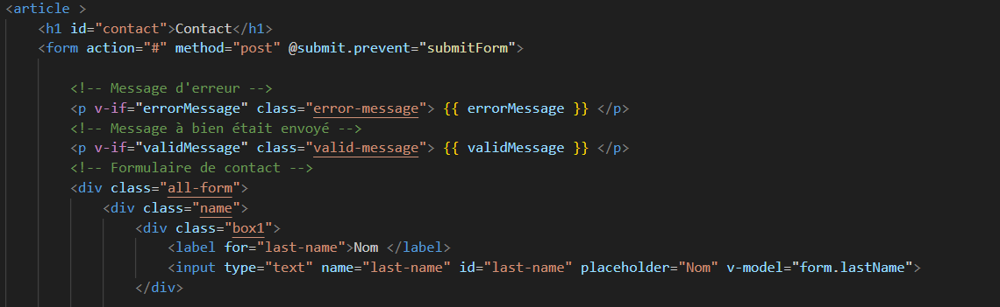 <article >
<h1 id="contact">Contact</h1>
<form action="#" method="post" @submit.prevent="submitForm">
<!-- Message d'erreur -->
<p v-if="errorMessage" class="error-message"> {{ errorMessage }} </p>
<!-- Message à bien était envoyé -->
<p v-if="validMessage" class="valid-message"> {{ validMessage }} </p>
<!-- Formulaire de contact -->
<div class="all-form">
<div class="name">
<div class="box1">
<label for="last-name">Nom </label>
<input type="text" name="last-name" id="last-name" placeholder="Nom" v-model="form.lastName">
</div>